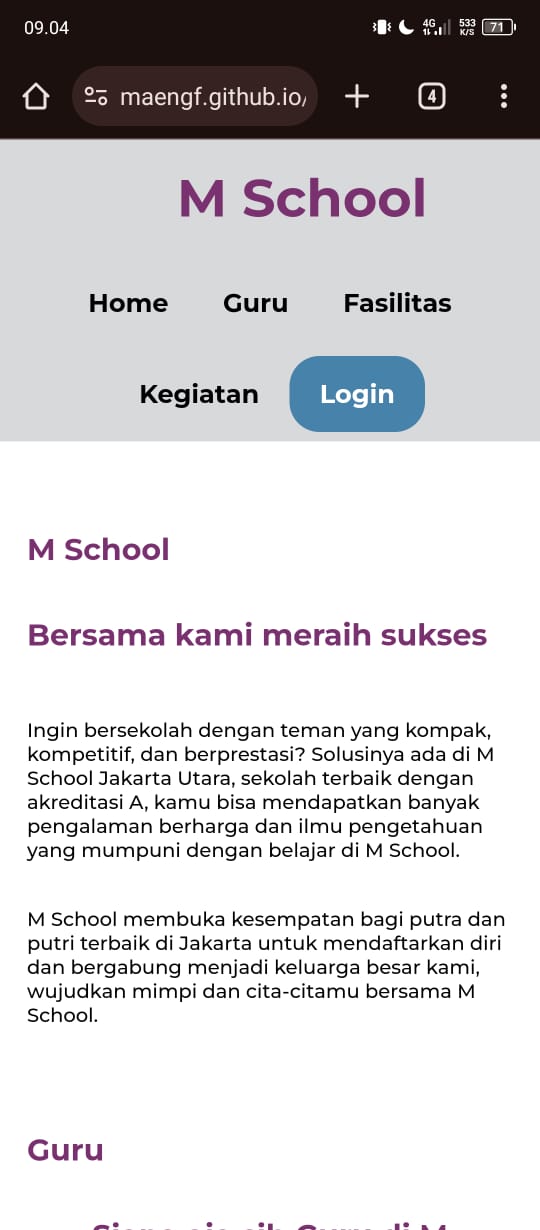 09.04
4G
533
K/S
71
maengf.github.io/
4
M School
Home Guru Fasilitas
Kegiatan Login
M School
Bersama kami meraih sukses
Ingin bersekolah dengan teman yang kompak,
kompetitif, dan berprestasi? Solusinya ada di M
School Jakarta Utara, sekolah terbaik dengan
akreditasi A, kamu bisa mendapatkan banyak
pengalaman berharga dan ilmu pengetahuan
yang mumpuni dengan belajar di M School.
M School membuka kesempatan bagi putra dan
putri terbaik di Jakarta untuk mendaftarkan diri
dan bergabung menjadi keluarga besar kami,
wujudkan mimpi dan cita-citamu bersama M
School.
Guru